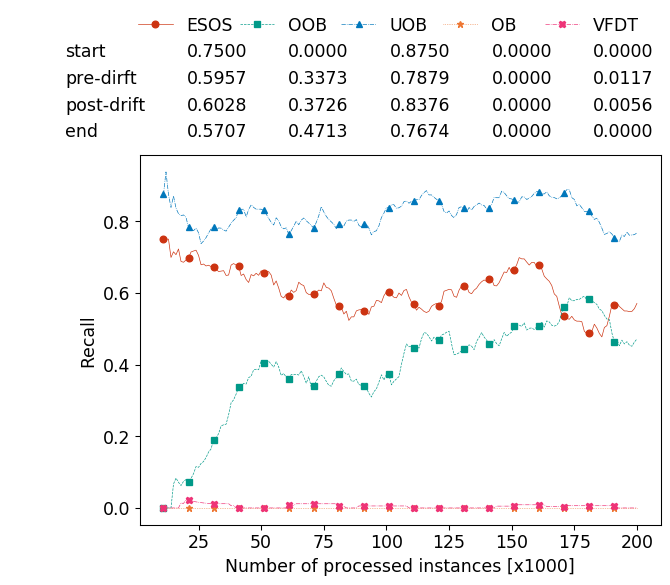 ESOS OOB UOB OB VFDT
start 0.7500 0.0000 0.8750 0.0000 0.0000
pre-dirft 0.5957 0.3373 0.7879 0.0000 0.0117
post-drift 0.6028 0.3726 0.8376 0.0000 0.0056
end 0.5707 0.4713 0.7674 0.0000 0.0000
0.8
0.6
0.4
0.2
0.0
Recall
25 50 75 100 125 150 175 200
Number of processed instances [x1000]